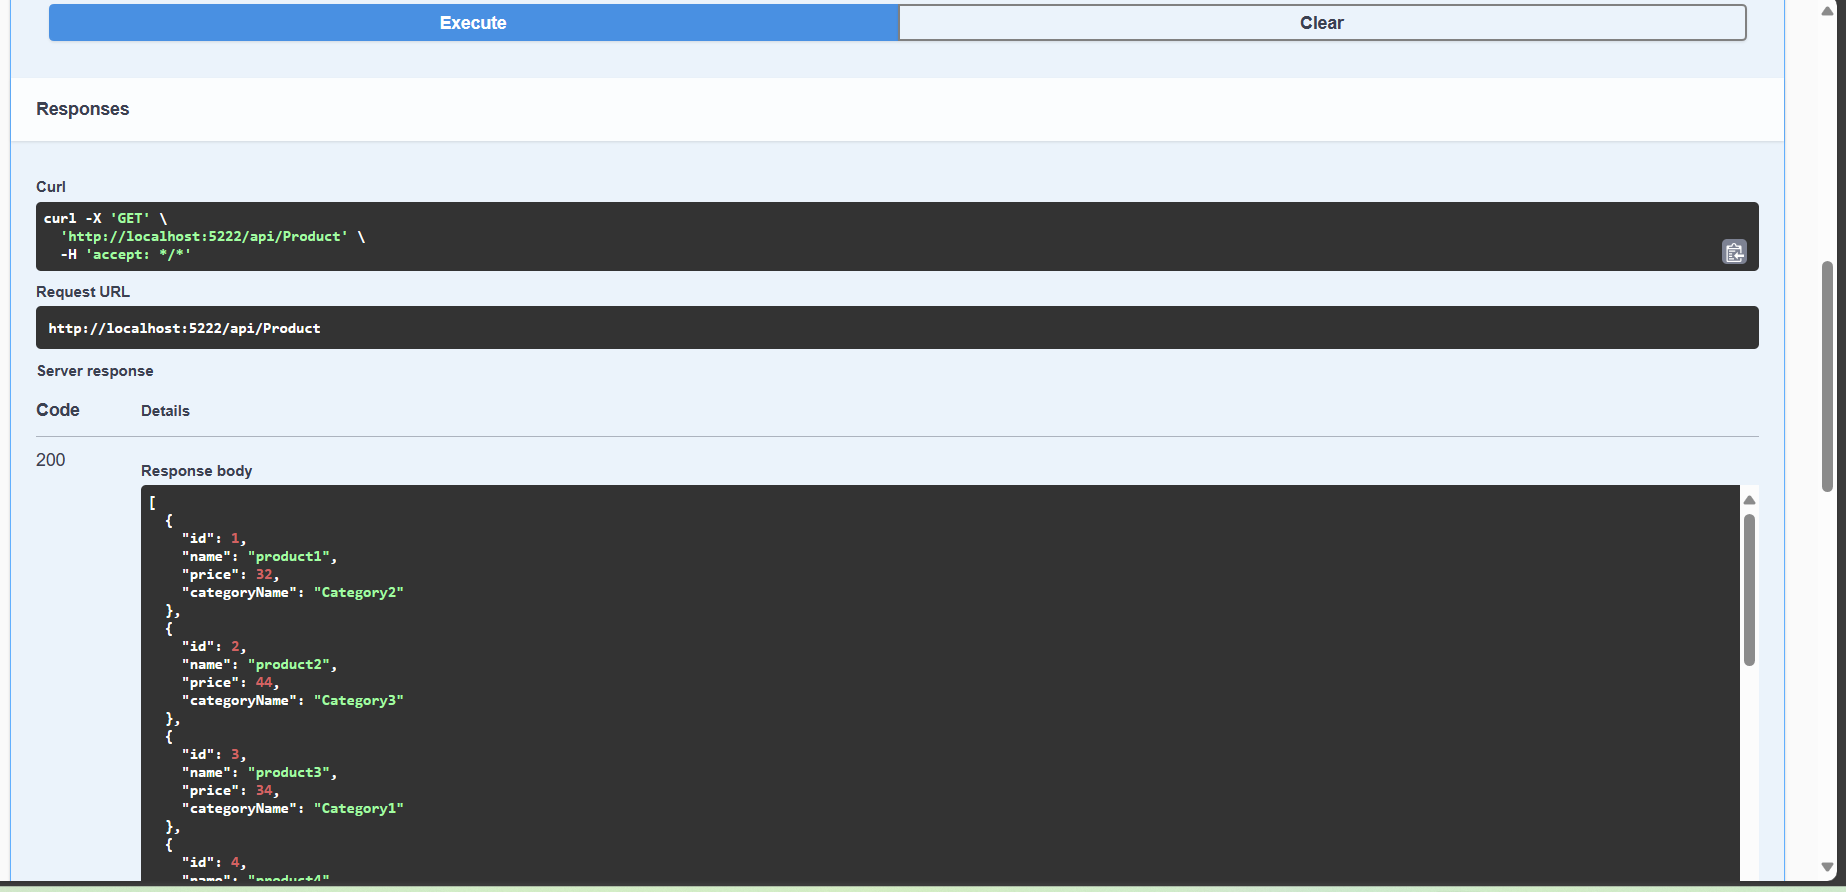 Execute
Clear
Responses
Curl
curl -X 'GET' \
  'http://localhost:5222/api/Product' \
  -H 'accept: */*'
Request URL
http://localhost:5222/api/Product
Server response
Code Details
200
Response body
[
  {
    "id": 1,
    "name": "product1",
    "price": 32,
    "categoryName": "Category2"
  },
  {
    "id": 2,
    "name": "product2",
    "price": 44,
    "categoryName": "Category3"
  },
  {
    "id": 3,
    "name": "product3",
    "price": 34,
    "categoryName": "Category1"
  },
  {
    "id": 4,
    "name": "product4"